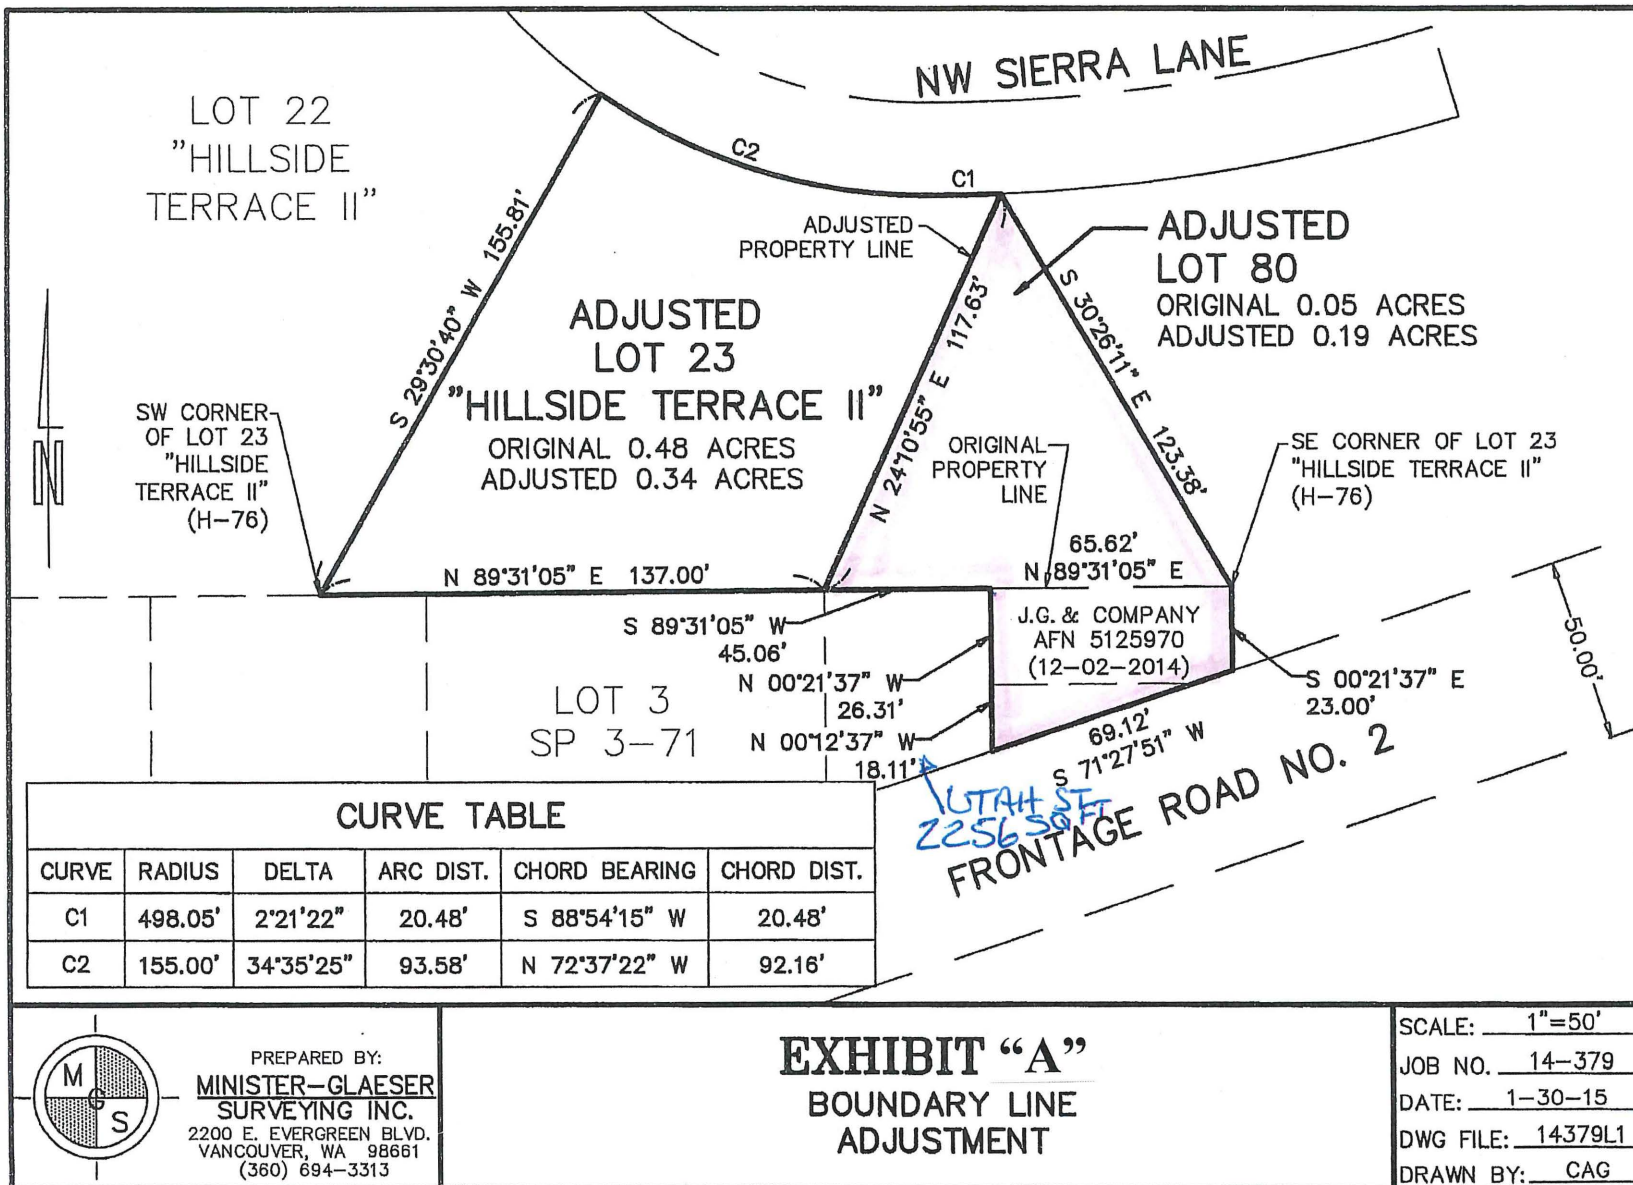 NW SIERRA LANE
LOT 22
"HILLSIDE
TERRACE II"
C2
C1
S 29°30'40" W 155.81'
ADJUSTED
PROPERTY LINE
ADJUSTED
LOT 80
ORIGINAL 0.05 ACRES
ADJUSTED 0.19 ACRES
ADJUSTED
LOT 23
"HILLSIDE TERRACE II"
ORIGINAL 0.48 ACRES
ADJUSTED 0.34 ACRES
N 24°10'55" E 117.63'
S 30°26'11" E 123.38'
N
SW CORNER
OF LOT 23
"HILLSIDE
TERRACE II"
(H-76)
ORIGINAL
PROPERTY
LINE
SE CORNER OF LOT 23
"HILLSIDE TERRACE II"
(H-76)
65.62'
N 89°31'05" E
N 89°31'05" E 137.00'
S 89°31'05" W
45.06'
J.G. & COMPANY
AFN 5125970
(12-02-2014)
N 00°21'37" W
26.31'
N 00°12'37" W
18.11'
S 00°21'37" E
23.00'
50.00'
LOT 3
SP 3-71
69.12'
S 71°27'51" W
UTAH ST.
2256 SQ FT
FRONTAGE ROAD NO. 2
CURVE TABLE
CURVE RADIUS DELTA ARC DIST. CHORD BEARING CHORD DIST.
C1 498.05' 2°21'22" 20.48' S 88°54'15" W 20.48'
C2 155.00' 34°35'25" 93.58' N 72°37'22" W 92.16'
M
G
S
PREPARED BY:
MINISTER-GLAESER
SURVEYING INC.
2200 E. EVERGREEN BLVD.
VANCOUVER, WA 98661
(360) 694-3313
EXHIBIT "A"
BOUNDARY LINE
ADJUSTMENT
SCALE: 1"=50'
JOB NO. 14-379
DATE: 1-30-15
DWG FILE: 14379L1
DRAWN BY: CAG